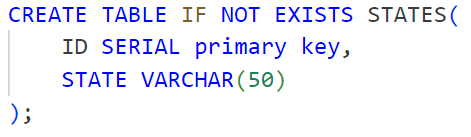 CREATE TABLE IF NOT EXISTS STATES(
    ID SERIAL primary key,
    STATE VARCHAR(50)
);